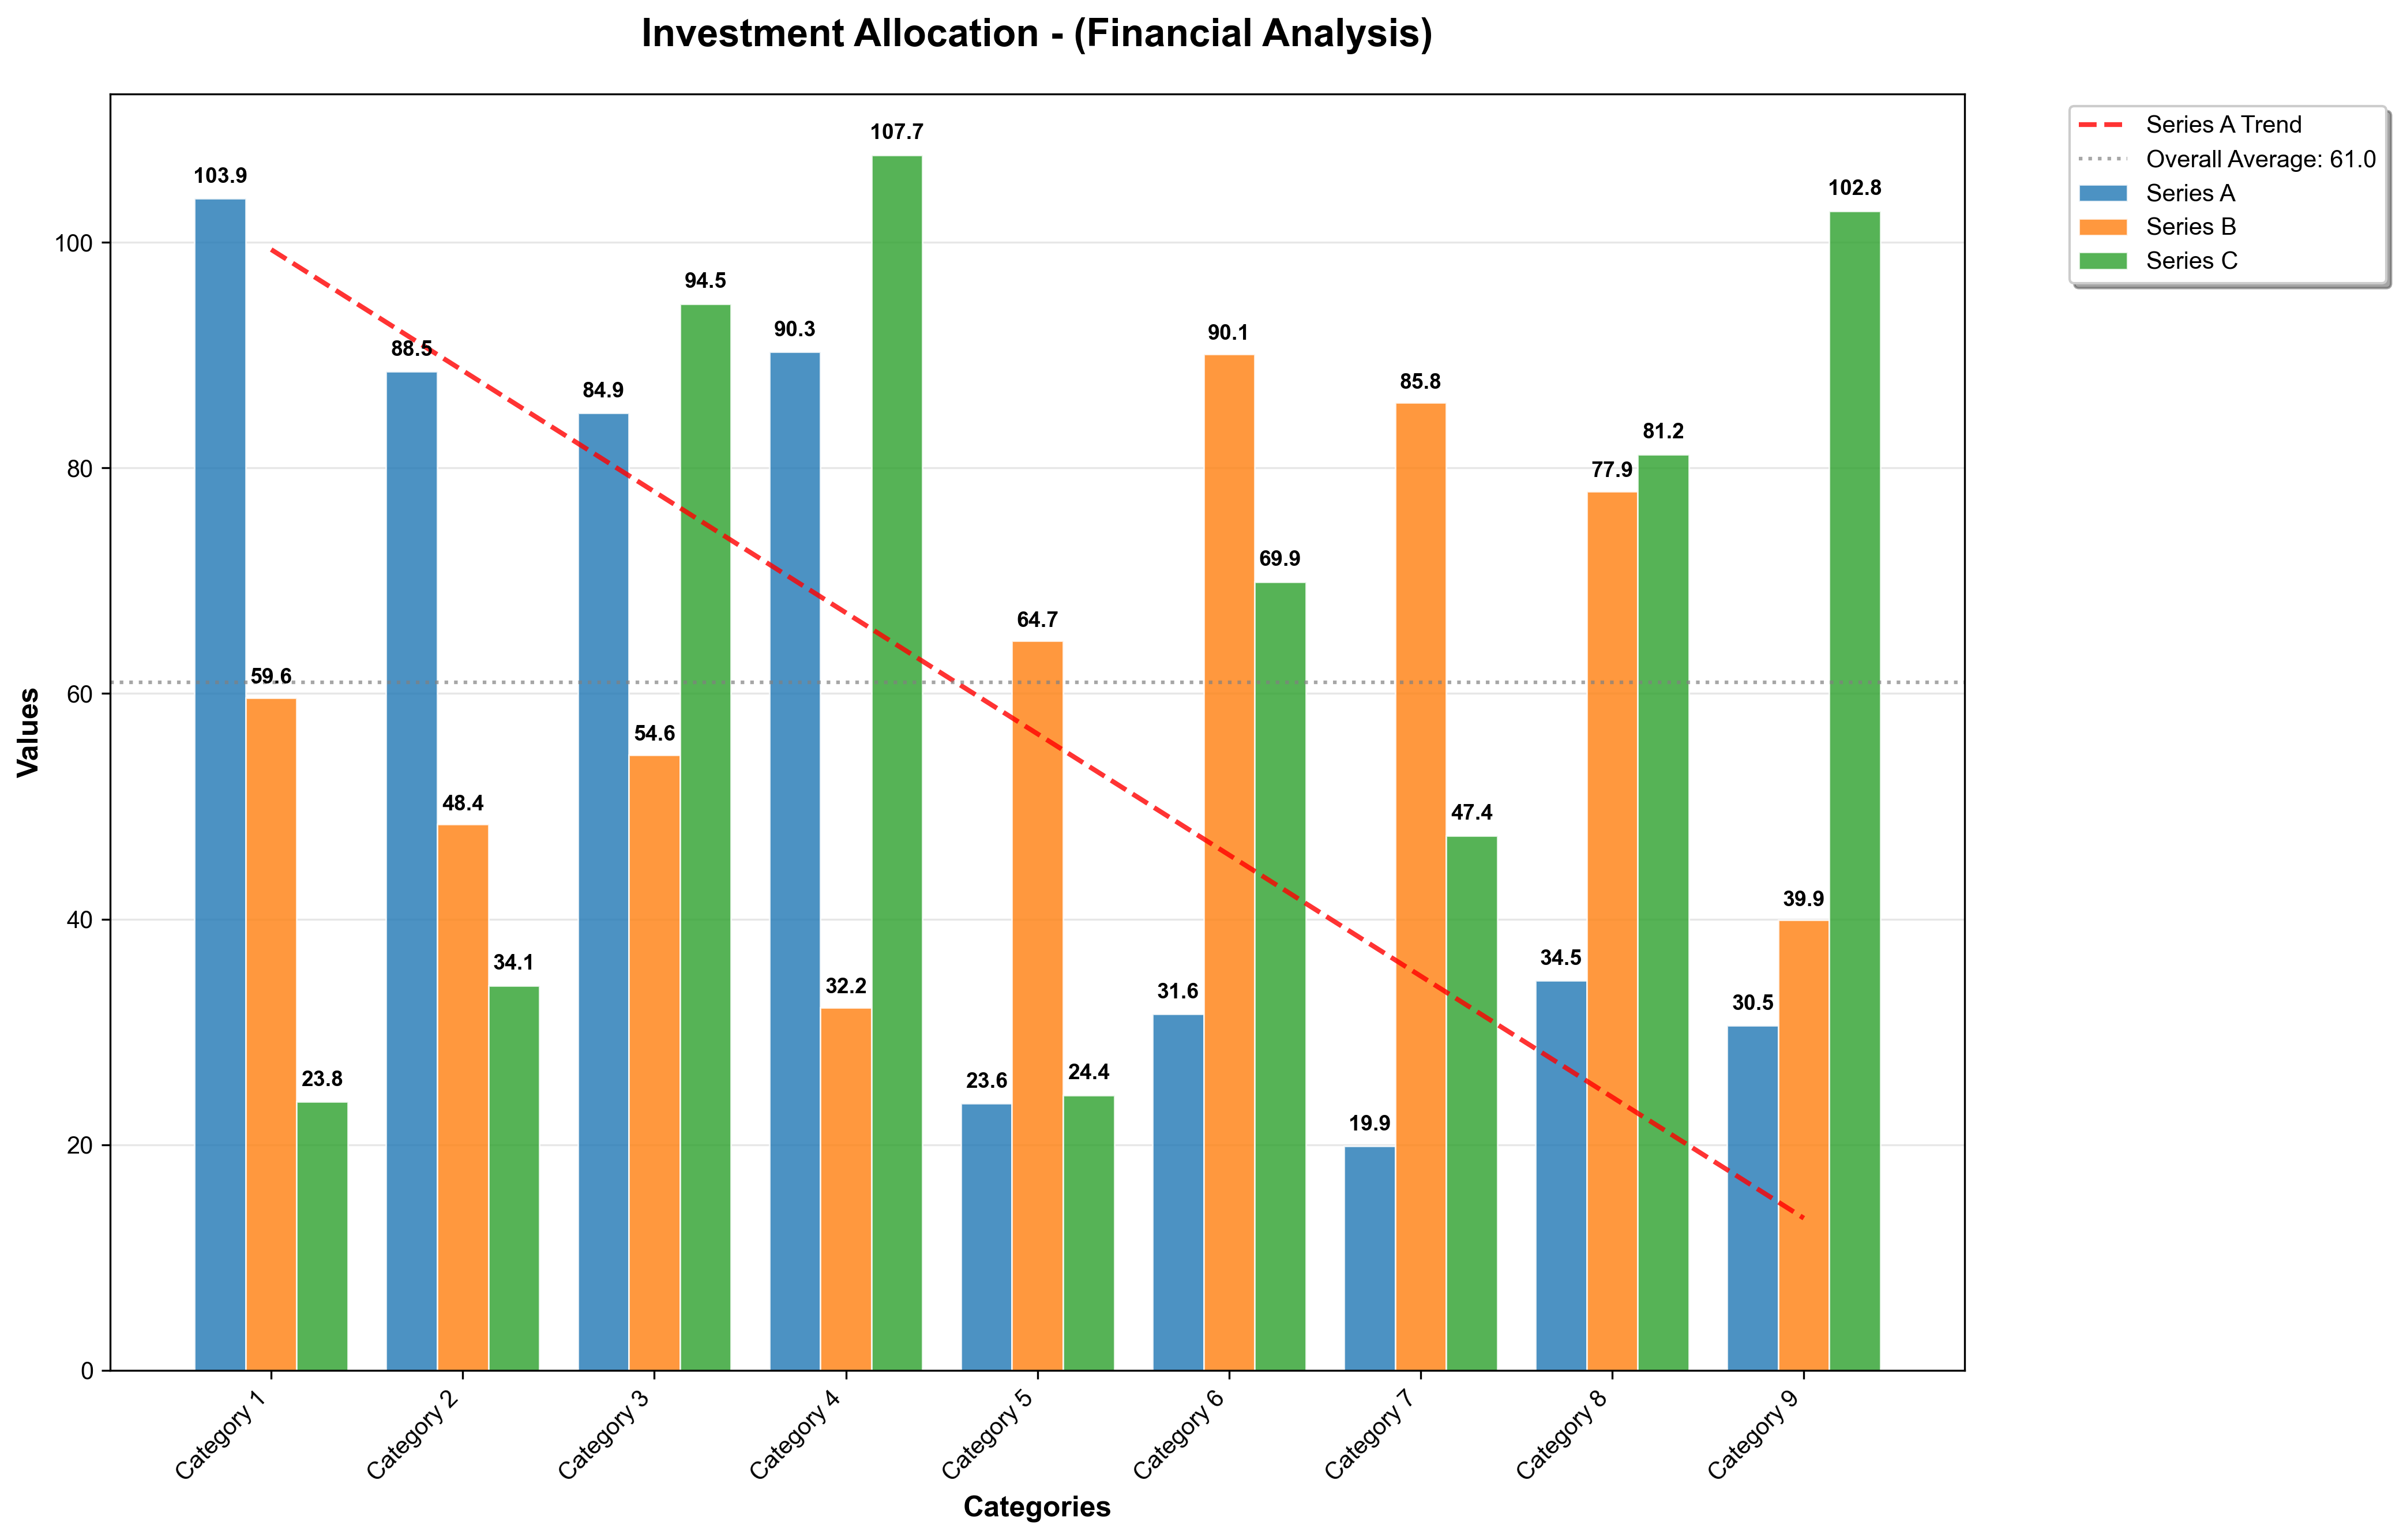 Investment Allocation - (Financial Analysis)
Series A Trend
Overall Average: 61.0
Series A
Series B
Series C
Values
100
80
60
40
20
0
103.9
59.6
23.8
88.5
48.4
34.1
84.9
54.6
94.5
90.3
32.2
107.7
23.6
64.7
24.4
31.6
90.1
69.9
19.9
85.8
47.4
34.5
77.9
81.2
30.5
39.9
102.8
Category 1
Category 2
Category 3
Category 4
Category 5
Category 6
Category 7
Category 8
Category 9
Categories